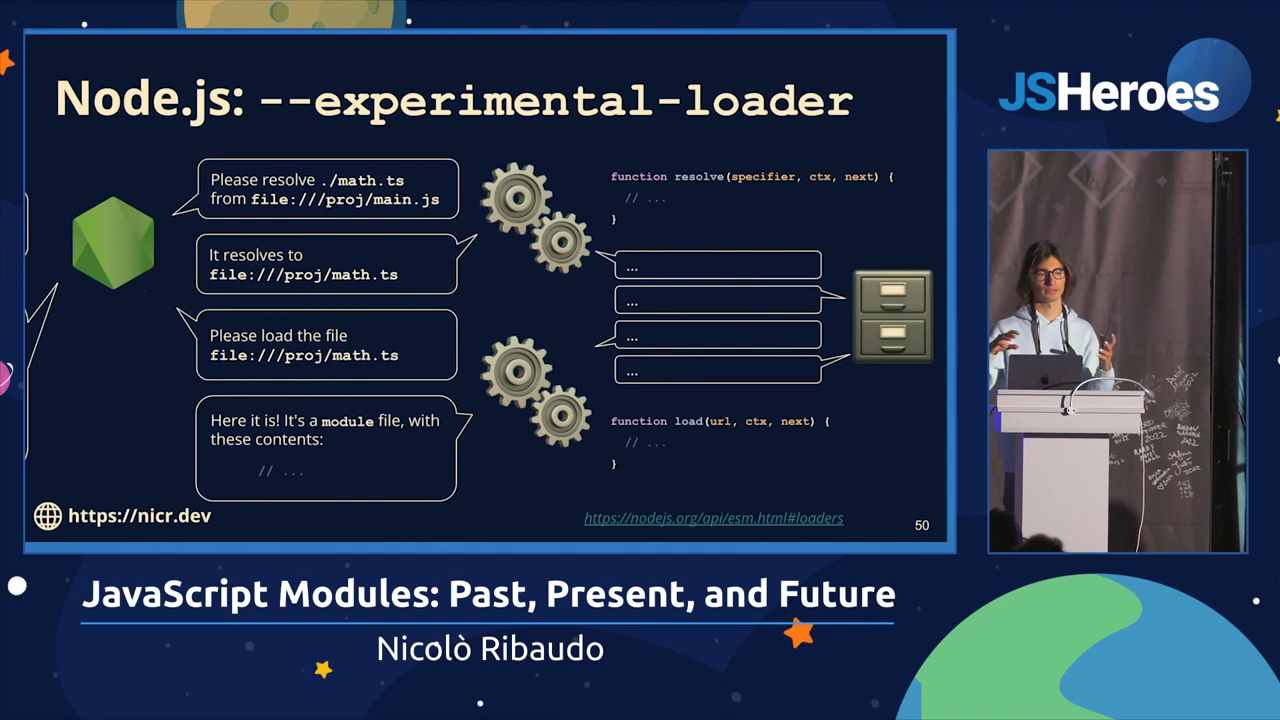 Node.js: --experimental-loader
Please resolve ./math.ts
from file:///proj/main.js
It resolves to
file:///proj/math.ts
Please load the file
file:///proj/math.ts
Here it is! It's a module file, with
these contents:
// ...
function resolve(specifier, ctx, next) {
// ...
}
...
...
...
...
function load(url, ctx, next) {
// ...
}
https://nicr.dev
https://nodejs.org/api/esm.html#loaders
50
JSHeroes
JavaScript Modules: Past, Present, and Future
Nicolò Ribaudo